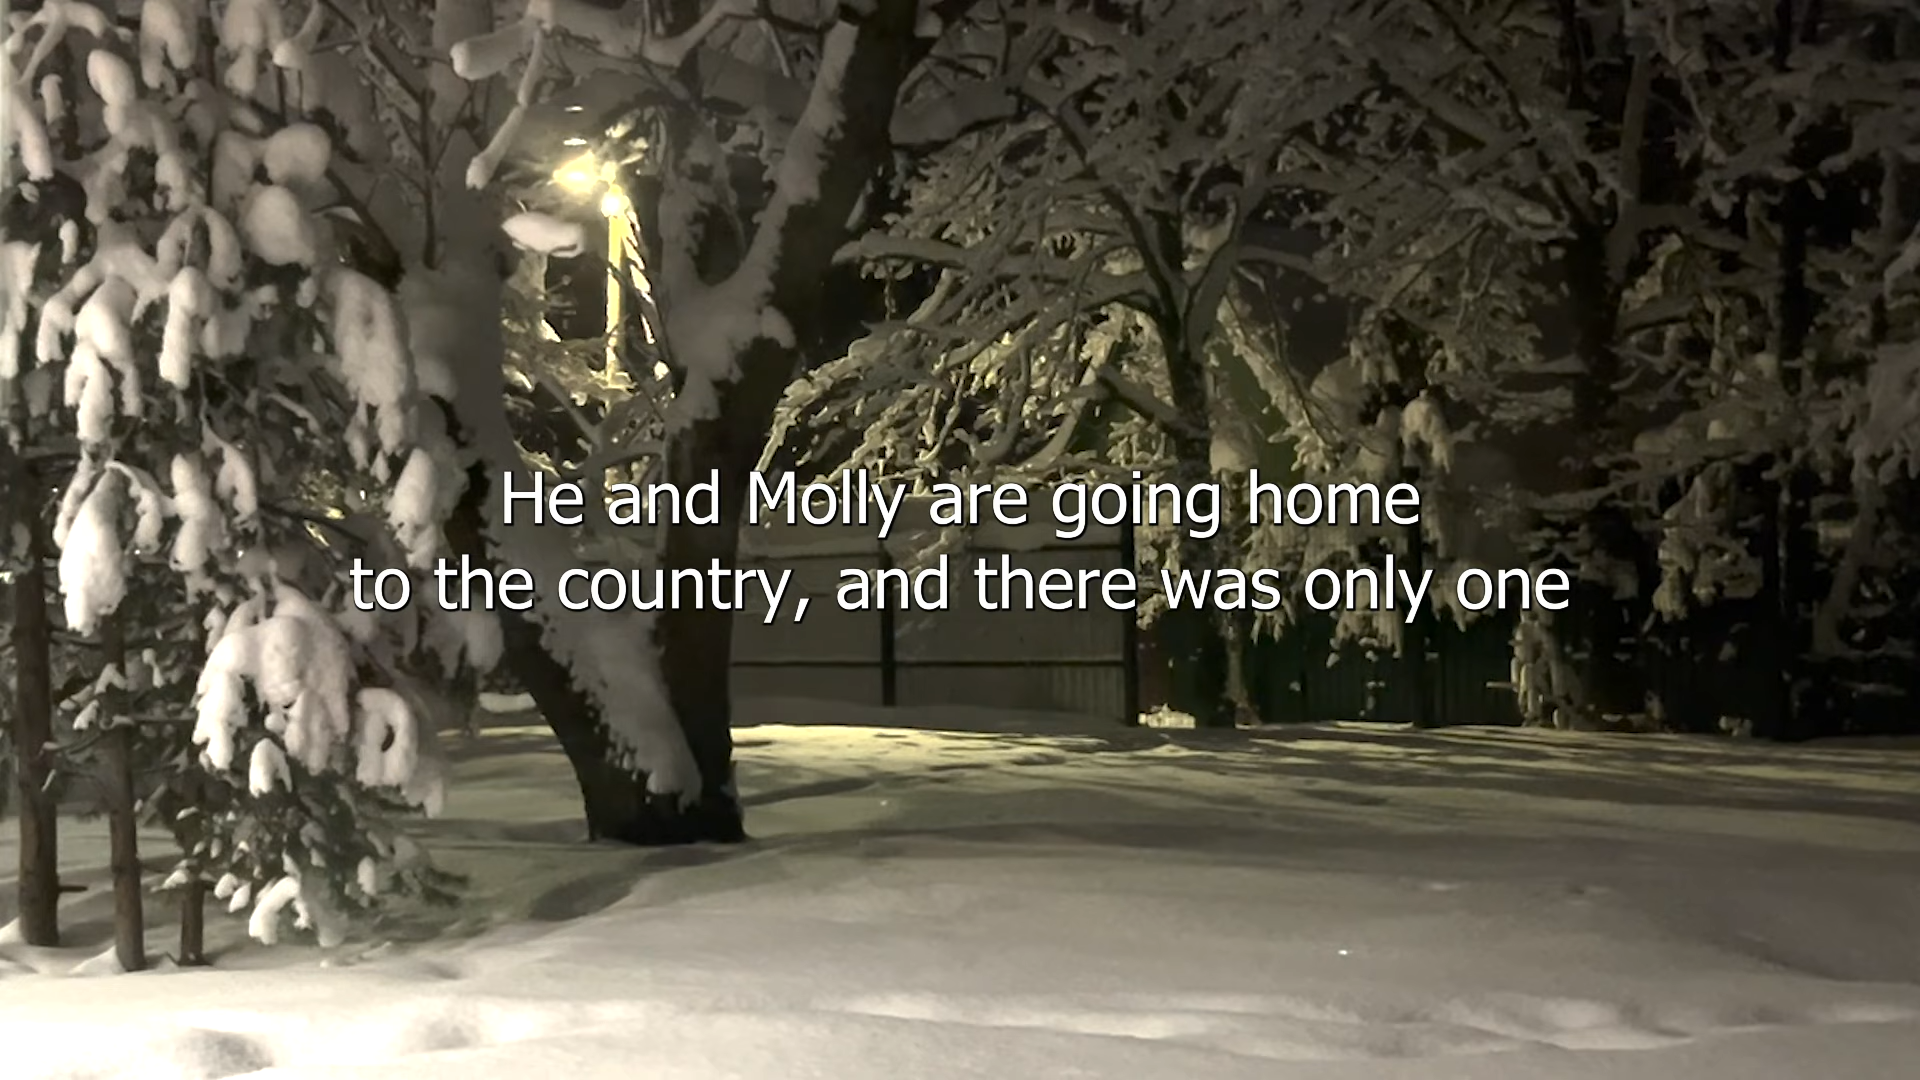 He and Molly are going home
to the country, and there was only one